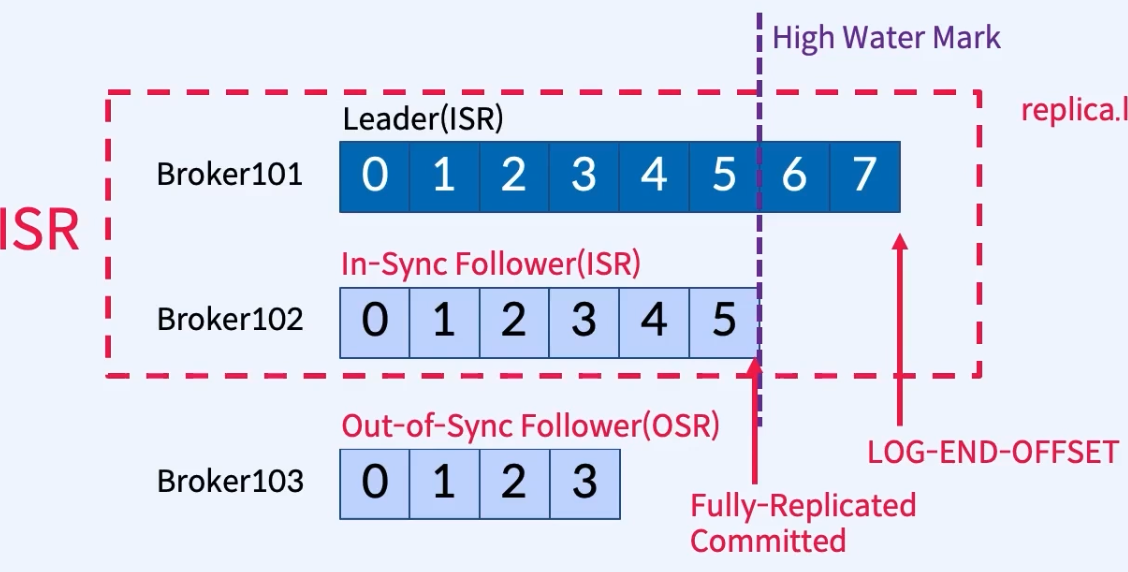 High Water Mark
replica.l
Leader(ISR)
Broker101
0 1 2 3 4 5 6 7
ISR
In-Sync Follower(ISR)
Broker102
0 1 2 3 4 5
Out-of-Sync Follower(OSR)
LOG-END-OFFSET
Broker103
0 1 2 3
Fully-Replicated
Committed